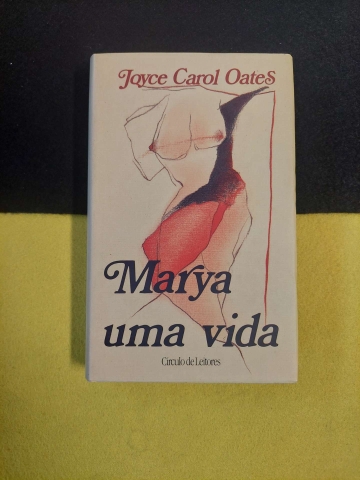 Joyce Carol Oates
Marya
uma vida
Círculo de Leitores